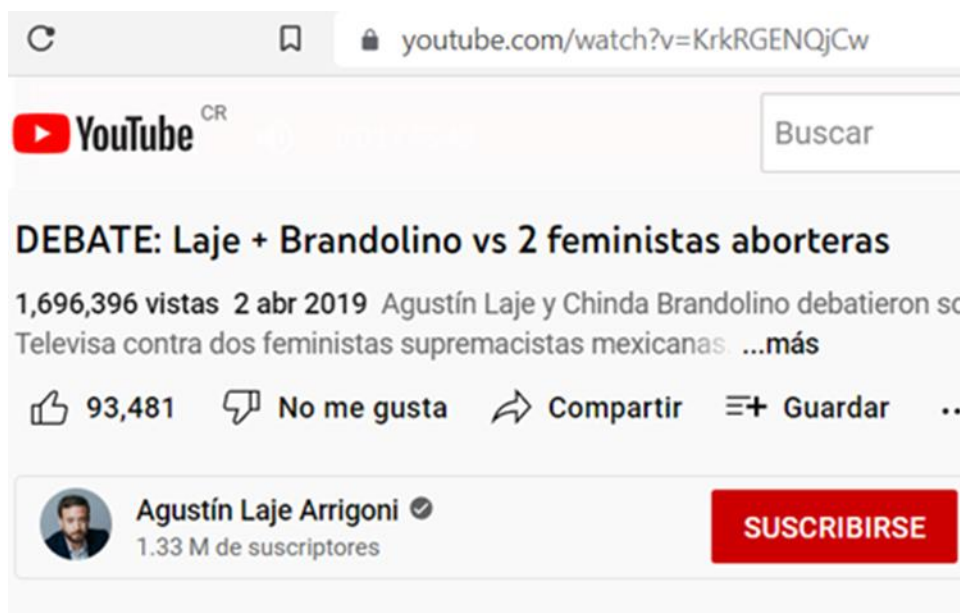 youtube.com/watch?v=KrkRGENQjCw
YouTube CR
Buscar
DEBATE: Laje + Brandolino vs 2 feministas aborteras
1,696,396 vistas 2 abr 2019 Agustín Laje y Chinda Brandolino debatieron so
Televisa contra dos feministas supremacistas mexicanas. ...más
93,481 No me gusta Compartir Guardar ..
Agustín Laje Arrigoni
1.33 M de suscriptores
SUSCRIBIRSE